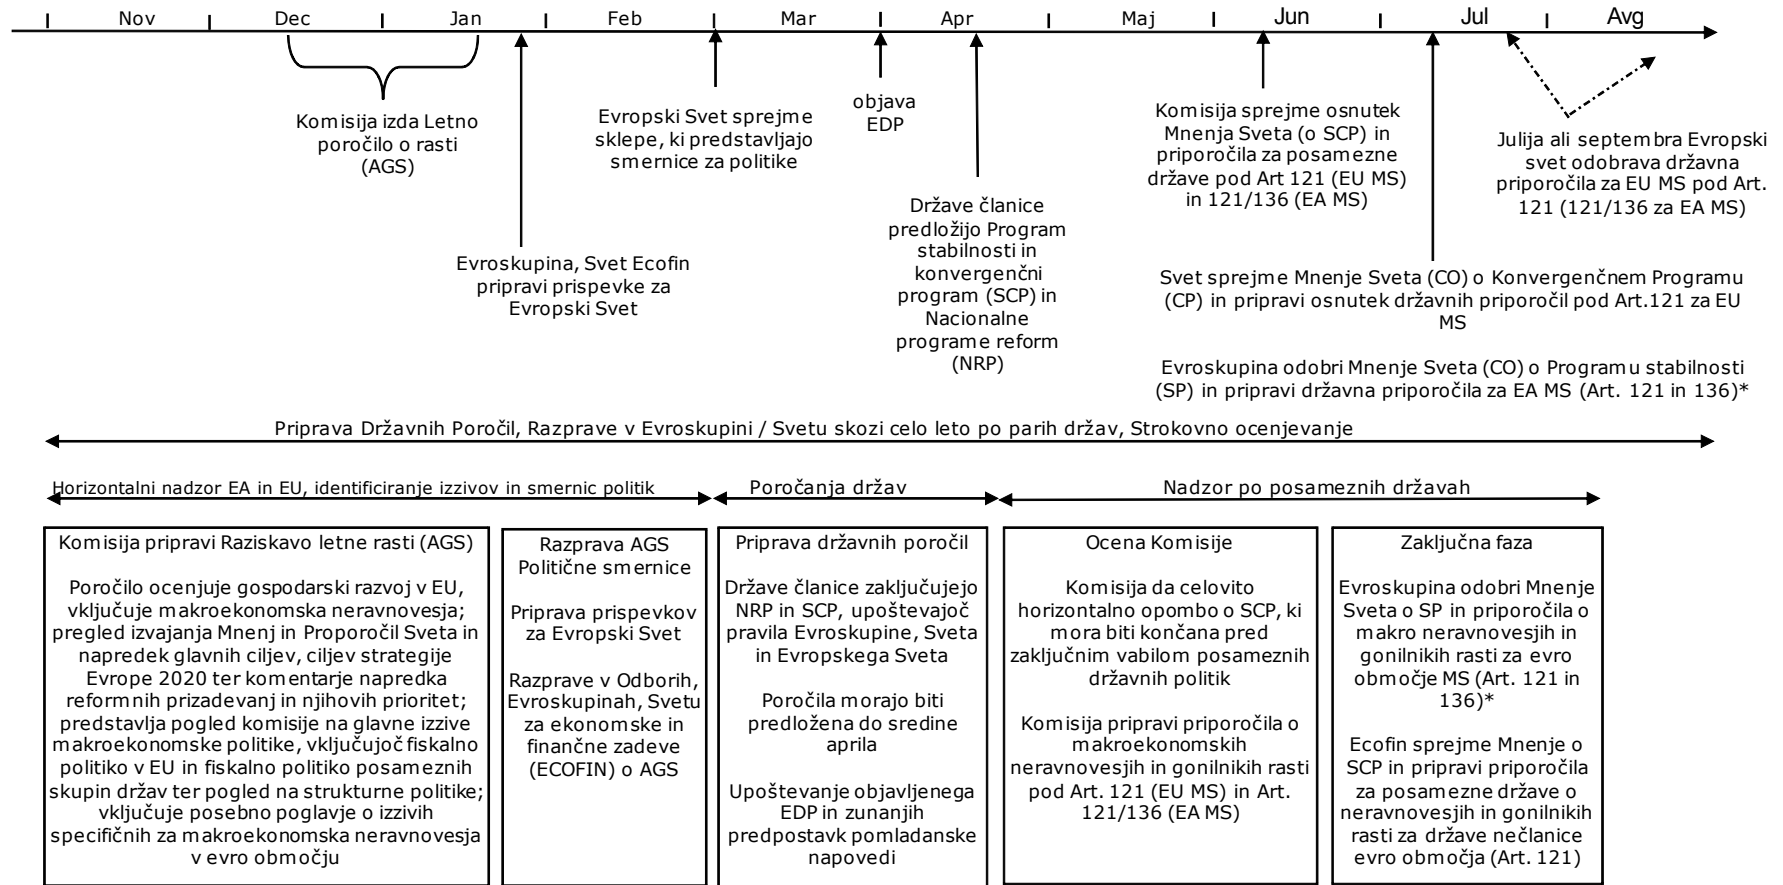 Nov Dec Jan Feb Mar Apr Maj Jun Jul Avg
Komisija izda Letno
poročilo o rasti
(AGS)
Evroskupina, Svet Ecofin
pripravi prispevke za
Evropski Svet
Evropski Svet sprejme
sklepe, ki predstavljajo
smernice za politike
objava
EDP
Države članice
predložijo Program
stabilnosti in
konvergenčni
program (SCP) in
Nacionalne
programe reform
(NRP)
Komisija sprejme osnutek
Mnenja Sveta (o SCP) in
priporočila za posamezne
države pod Art 121 (EU MS)
in 121/136 (EA MS)
Julija ali septembra Evropski
svet odobrava državna
priporočila za EU MS pod Art.
121 (121/136 za EA MS)
Svet sprejme Mnenje Sveta (CO) o Konvergenčnem Programu
(CP) in pripravi osnutek državnih priporočil pod Art.121 za EU
MS
Evroskupina odobri Mnenje Sveta (CO) o Programu stabilnosti
(SP) in pripravi državna priporočila za EA MS (Art. 121 in 136)*
Priprava Državnih Poročil, Razprave v Evroskupini / Svetu skozi celo leto po parih držav, Strokovno ocenjevanje
Horizontalni nadzor EA in EU, identificiranje izzivov in smernic politik
Poročanja držav
Nadzor po posameznih državah
Komisija pripravi Raziskavo letne rasti (AGS)
Poročilo ocenjuje gospodarski razvoj v EU,
vključuje makroekonomska neravnovesja;
pregled izvajanja Mnenj in Proporočil Sveta in
napredek glavnih ciljev, ciljev strategije
Evrope 2020 ter komentarje napredka
reformnih prizadevanj in njihovih prioritet;
predstavlja pogled komisije na glavne izzive
makroekonomske politike, vključujoč fiskalno
politiko v EU in fiskalno politiko posameznih
skupin držav ter pogled na strukturne politike;
vključuje posebno poglavje o izzivih
specifičnih za makroekonomska neravnovesja
v evro območju
Razprava AGS
Politične smernice
Priprava prispevkov
za Evropski Svet
Razprave v Odborih,
Evroskupinah, Svetu
za ekonomske in
finančne zadeve
(ECOFIN) o AGS
Priprava državnih poročil
Države članice zaključujejo
NRP in SCP, upoštevajoč
pravila Evroskupine, Sveta
in Evropskega Sveta
Poročila morajo biti
predložena do sredine
aprila
Upoštevanje objavljenega
EDP in zunanjih
predpostavk pomladanske
napovedi
Ocena Komisije
Komisija da celovito
horizontalno opombo o SCP, ki
mora biti končana pred
zaključnim vabilom posameznih
državnih politik
Komisija pripravi priporočila o
makroekonomskih
neravnovesjih in gonilnikih rasti
pod Art. 121 (EU MS) in Art.
121/136 (EA MS)
Zaključna faza
Evroskupina odobri Mnenje
Sveta o SP in priporočila o
makro neravnovesjih in
gonilnikih rasti za evro
območje MS (Art. 121 in
136)*
Ecofin sprejme Mnenje o
SCP in pripravi priporočila
za posamezne države o
neravnovesjih in gonilnikih
rasti za države nečlanice
evro območja (Art. 121)